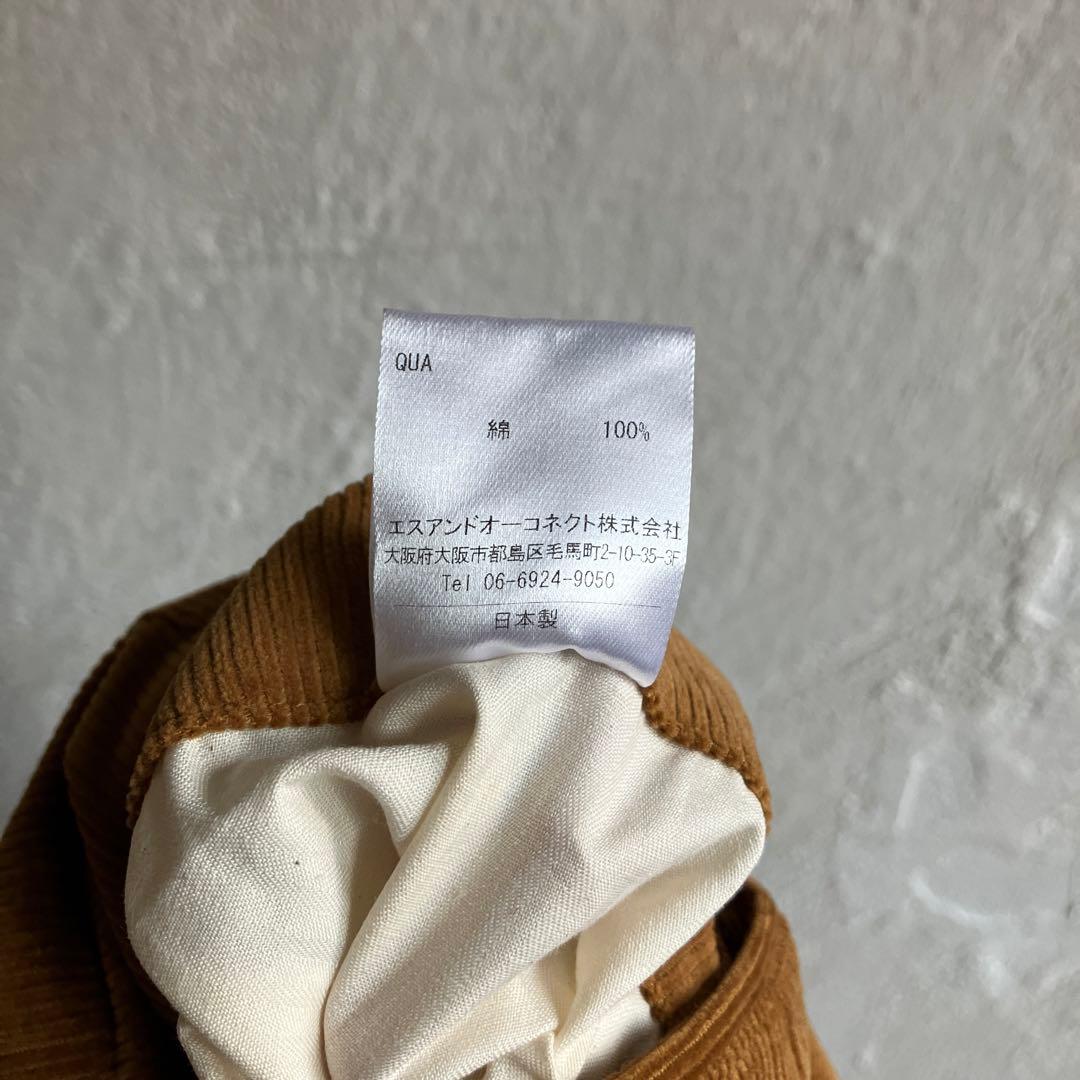 QUA
綿 100%
エスアンドオーコネクト株式会社
大阪府大阪市都島区毛馬町2-10-35-3F
Tel 06-6924-9050
日本製